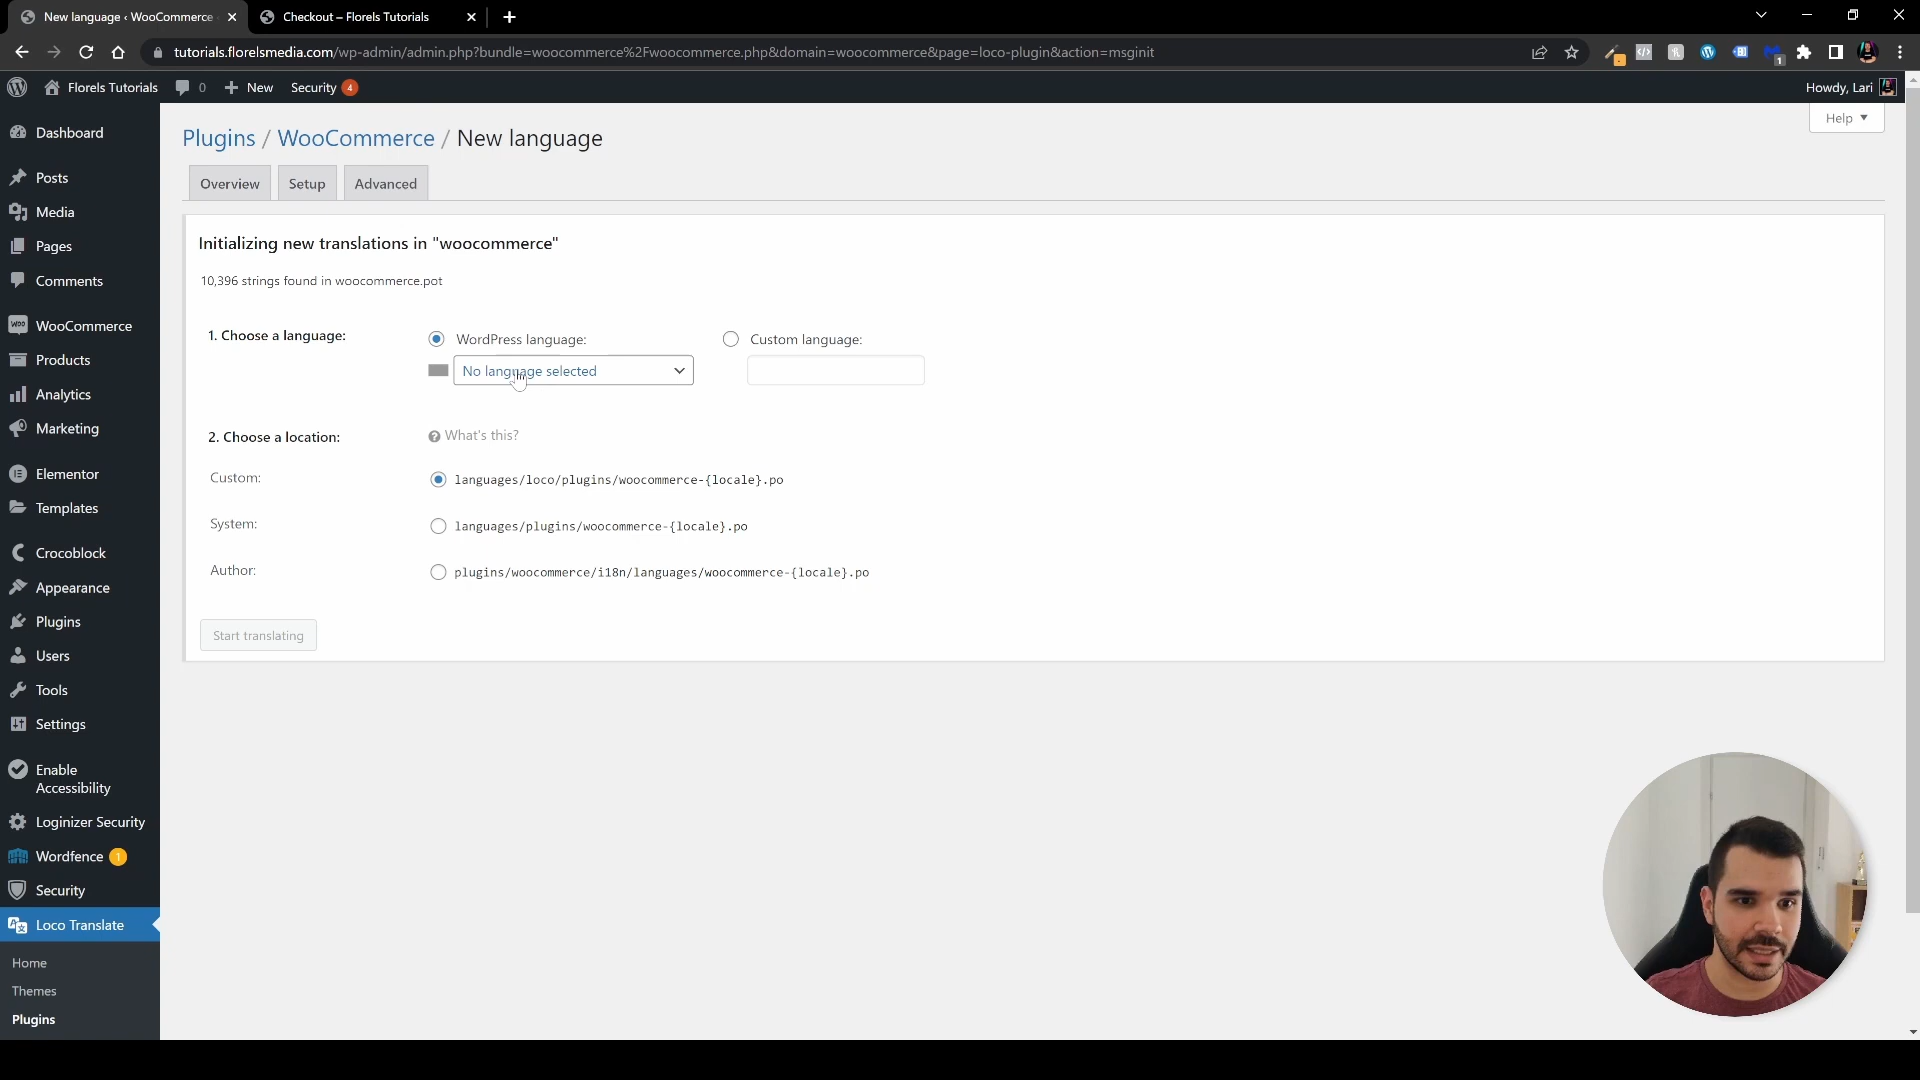 New language ‹ WooCommerce
Checkout – Florels Tutorials
tutorials.florelsmedia.com/wp-admin/admin.php?bundle=woocommerce%2Fwoocommerce.php&domain=woocommerce&page=loco-plugin&action=msginit
1
Florels Tutorials
0
New
Security 4
Howdy, Lari
Help
Dashboard
Posts
Media
Pages
Comments
WooCommerce
Products
Analytics
Marketing
Elementor
Templates
Crocoblock
Appearance
Plugins
Users
Tools
Settings
Enable
Accessibility
Loginizer Security
Wordfence 1
Security
Loco Translate
Home
Themes
Plugins
Plugins / WooCommerce / New language
Overview
Setup
Advanced
Initializing new translations in "woocommerce"
10,396 strings found in woocommerce.pot
1. Choose a language:
WordPress language:
Custom language:
No language selected
2. Choose a location:
What's this?
Custom:
languages/loco/plugins/woocommerce-{locale}.po
System:
languages/plugins/woocommerce-{locale}.po
Author:
plugins/woocommerce/i18n/languages/woocommerce-{locale}.po
Start translating